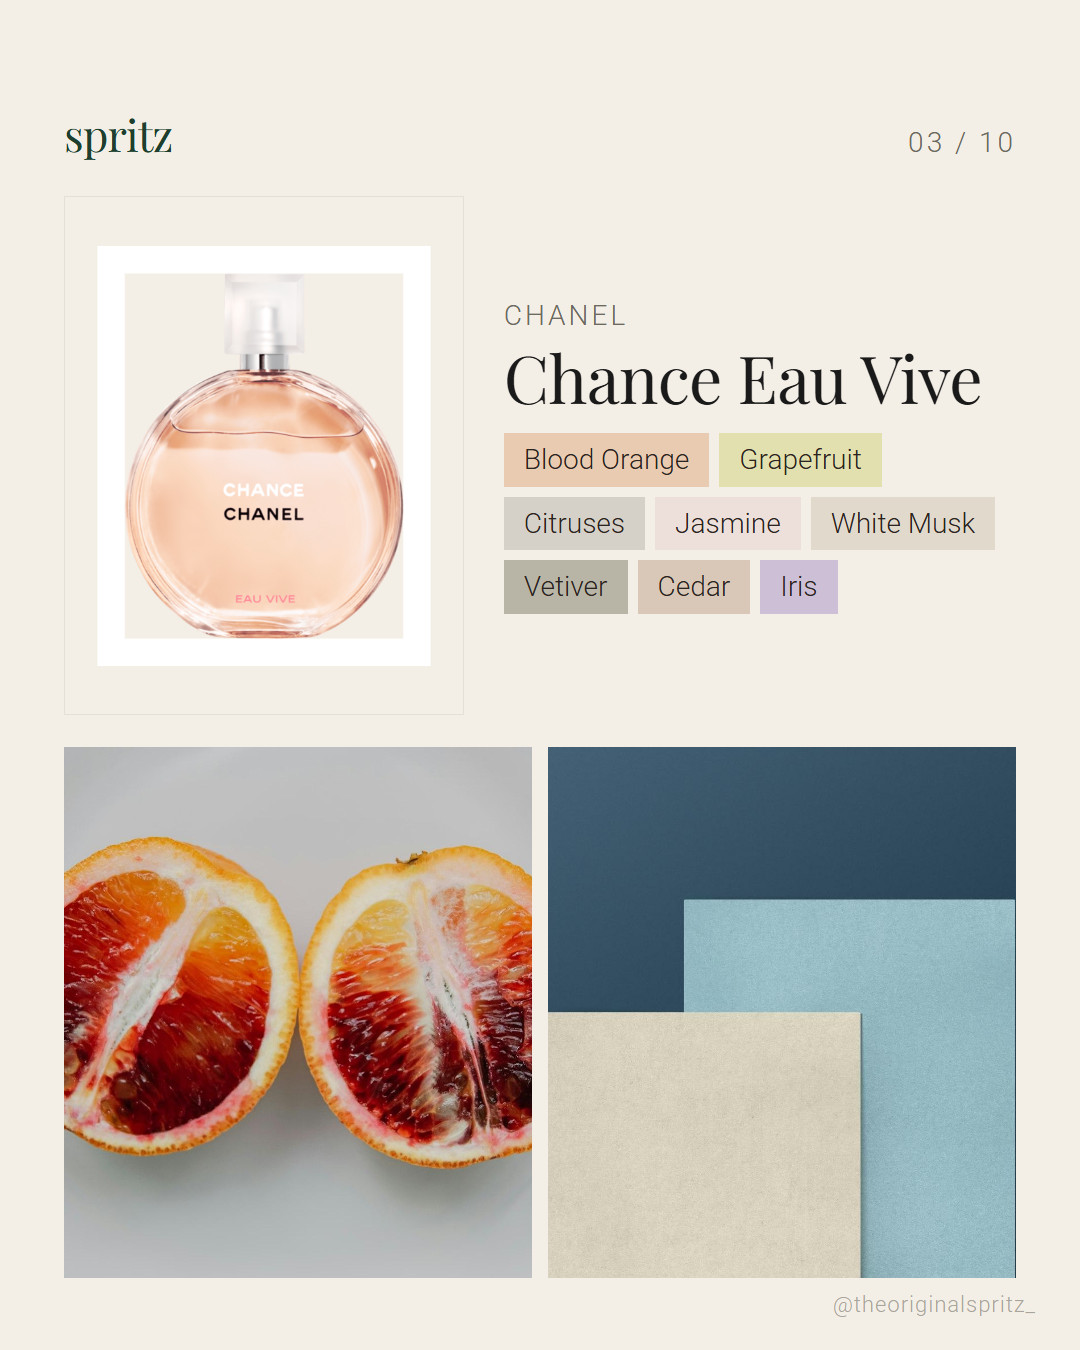 spritz
03 / 10
CHANEL
Chance Eau Vive
Blood Orange
Grapefruit
Citruses
Jasmine
White Musk
Vetiver
Cedar
Iris
CHANCE
CHANEL
EAU VIVE
@theoriginalspritz_